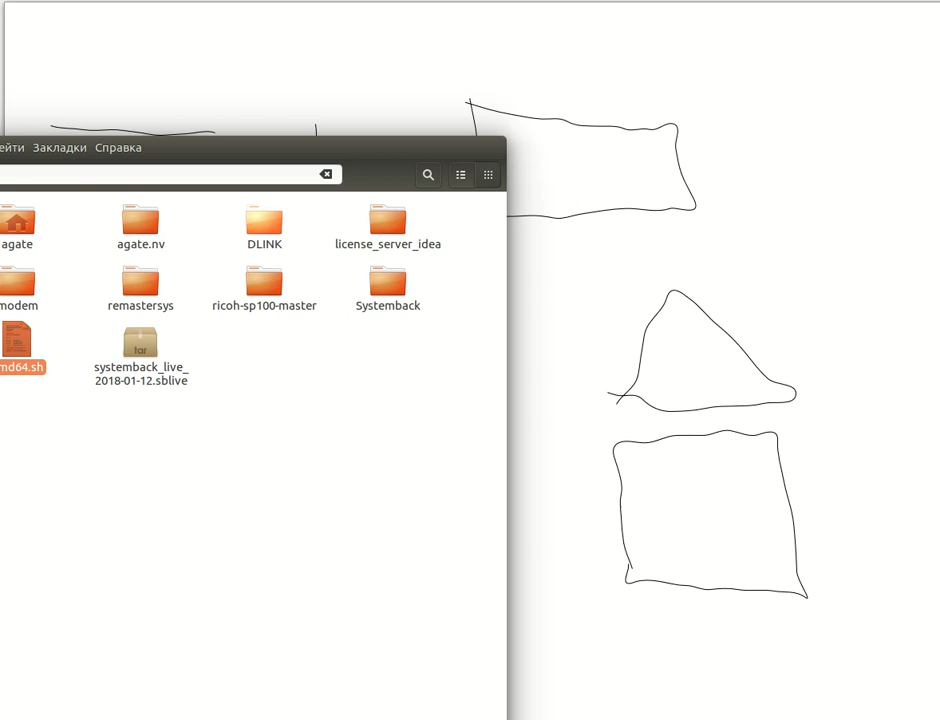 ейти Закладки Справка
agate agate.nv DLINK license_server_idea
modem remastersys ricoh-sp100-master Systemback
md64.sh systemback_live_
2018-01-12.sblive
tar